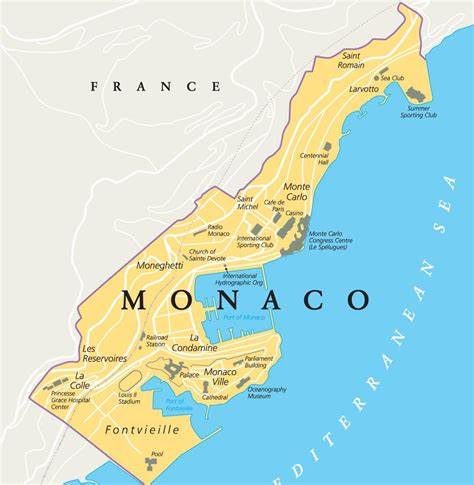 Saint
Romain
Sea Club
Larvotto
FRANCE
Summer
Sporting Club
Centennial
Hall
Monte
Carlo
Saint
Michel
Cafe de
Paris
Casino
Radio
Monaco
International
Sporting Club
Monte Carlo
Congress Centre
(Le Spélugues)
Church of
Sainte Devote
Moneghetti
International
Hydrographic Org
MONACO
Port of Monaco
Railroad
Station
La
Condamine
Les
Reservoires
Parliament
Building
Palace
Monaco
Ville
La
Colle
Princesse
Grace Hospital
Center
Louis II
Stadium
Port of
Fontvieille
Cathedral
Oceanography
Museum
Fontvieille
Pool
EDITERRANEAN SEA